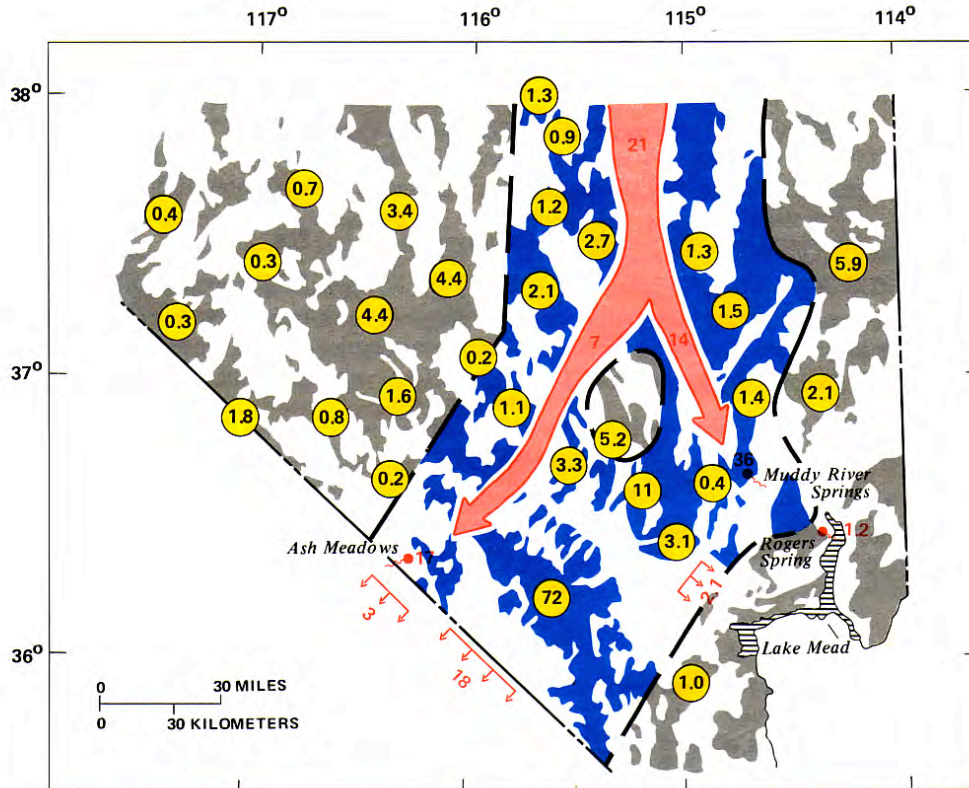 117° 116° 115° 114°
38°
1.3
0.9
21
0.7
0.4 3.4 1.2
2.7 1.3
0.3 4.4 5.9
2.1
0.3 4.4 1.5
7 14
37°
0.2
1.6 1.1 1.4 2.1
1.8 0.8
5.2
3.3 36
0.2 11 0.4 Muddy River
Springs
3.1 1.2
Ash Meadows 17 Rogers
Spring
3 72 2.1
36°
Lake Mead
18 1.0
0 30 MILES
0 30 KILOMETERS